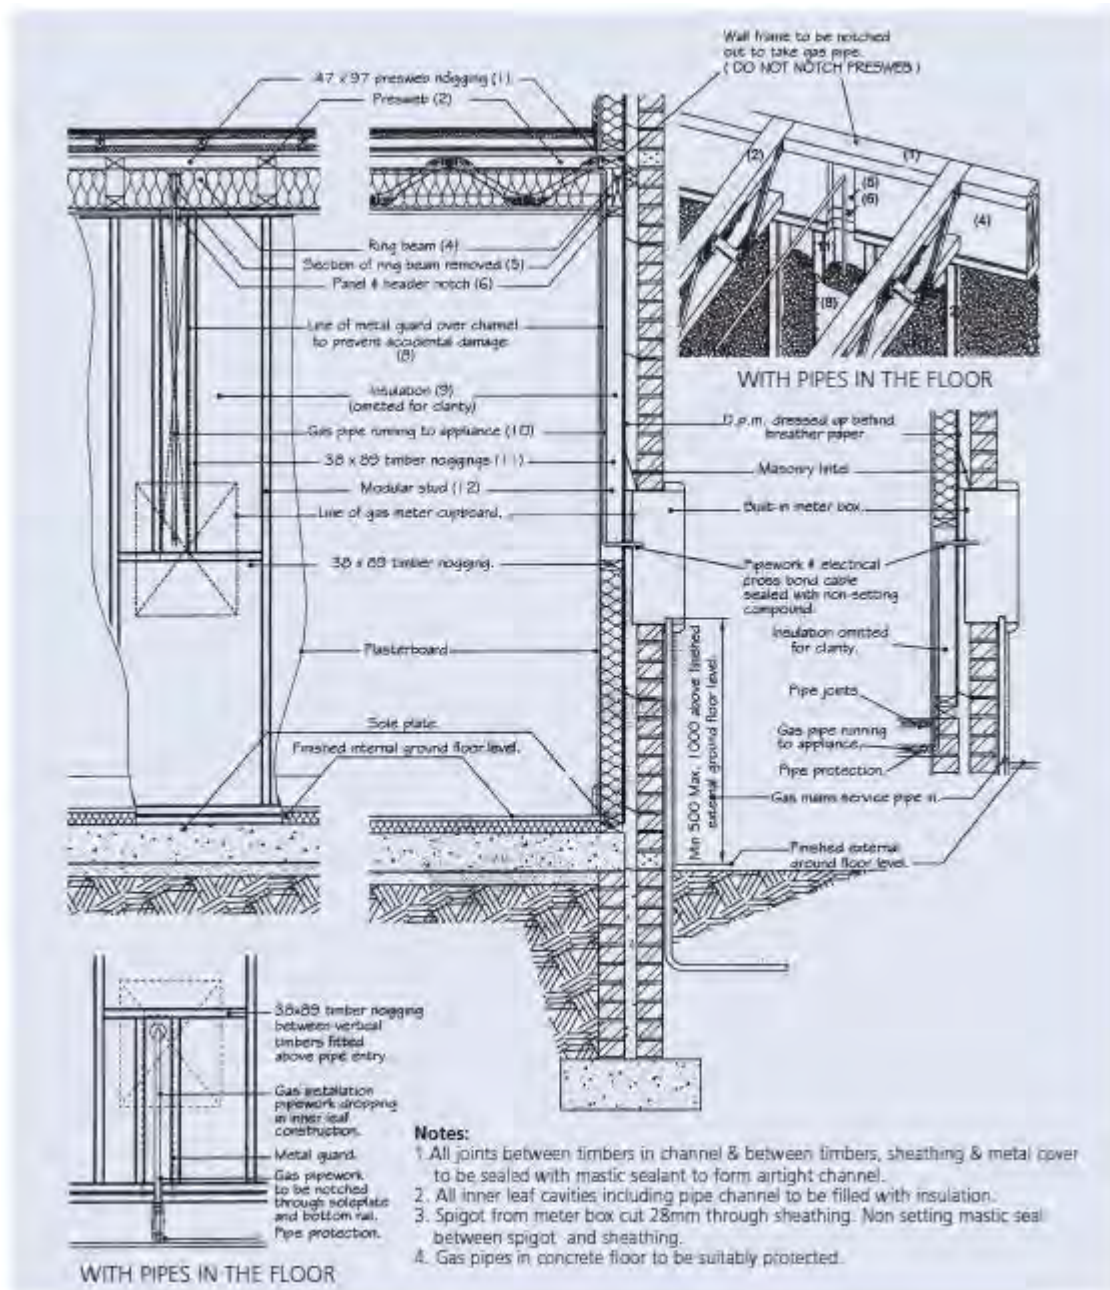 Wall frame to be notched
out to take gas pipe.
( DO NOT NOTCH PRESWEB )
47 x 97 presweb nogging (1)
Presweb (2)
(2)
(1)
(5)
(6)
(4)
11
(8)
2
Ring beam (4)
Section of ring beam removed (5)
Panel & header notch (6)
Line of metal guard over channel
to prevent accidental damage
(8)
WITH PIPES IN THE FLOOR
Insulation (9)
(omitted for clarity)
Gas pipe running to appliance (10)
38 x 89 timber noggings (11)
Modular stud (12)
Line of gas meter cupboard.
38 x 89 timber nogging.
Plasterboard
Sole plate.
Finished internal ground floor level.
D.p.m. dressed up behind
breather paper.
Masonry lintel
Built-in meter box
Pipework & electrical
cross bond cable
sealed with non-setting
compound.
Insulation omitted
for clarity.
Pipe joints
Gas pipe running
to appliance.
Pipe protection.
Gas mains service pipe in
Finished external
ground floor level.
Min 500 Max. 1000 above finished
external ground floor level.
38x89 timber nogging
between vertical
timbers fitted
above pipe entry
Gas installation
pipework dropping
in inner leaf
construction.
Metal guard.
Gas pipework
to be notched
through soleplate
and bottom rail.
Pipe protection.
WITH PIPES IN THE FLOOR
Notes:
1 All joints between timbers in channel & between timbers, sheathing & metal cover
to be sealed with mastic sealant to form airtight channel.
2. All inner leaf cavities including pipe channel to be filled with insulation.
3. Spigot from meter box cut 28mm through sheathing. Non setting mastic seal
between spigot and sheathing.
4. Gas pipes in concrete floor to be suitably protected.